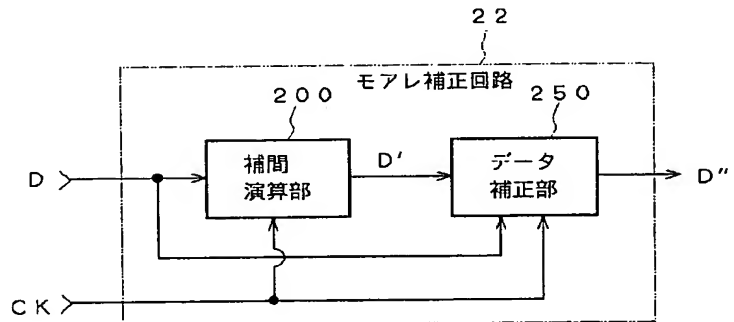 ２２
モアレ補正回路
２００
２５０
補間
演算部
D'
データ
補正部
D
D"
CK